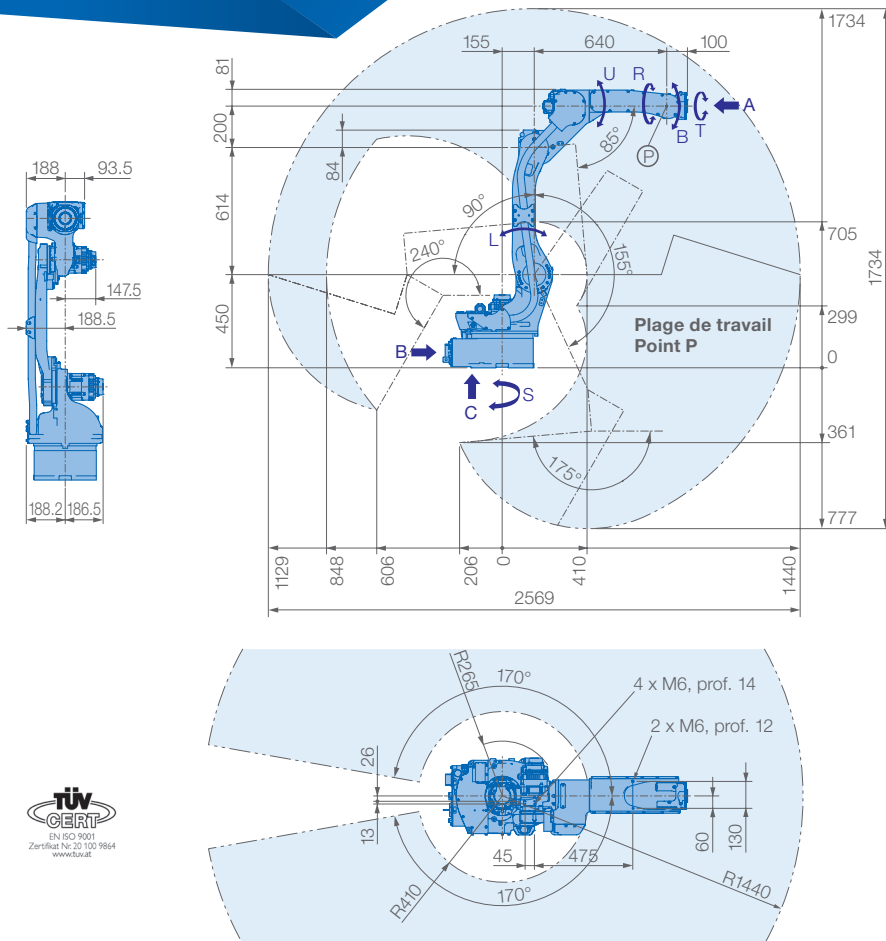 155
640
100
1734
81
200
84
614
450
U
R
A
B
T
P
85°
90°
L
240°
155°
188
93.5
147.5
188.5
188.2
186.5
705
1734
299
0
Plage de travail
Point P
B
C
S
361
175°
777
1129
848
606
206
0
410
1440
2569
R265
170°
4 x M6, prof. 14
2 x M6, prof. 12
26
13
60
130
45
475
R410
170°
R1440
TÜV
CERT
EN ISO 9001
Zertifikat Nr. 20 100 9864
www.tuv.at